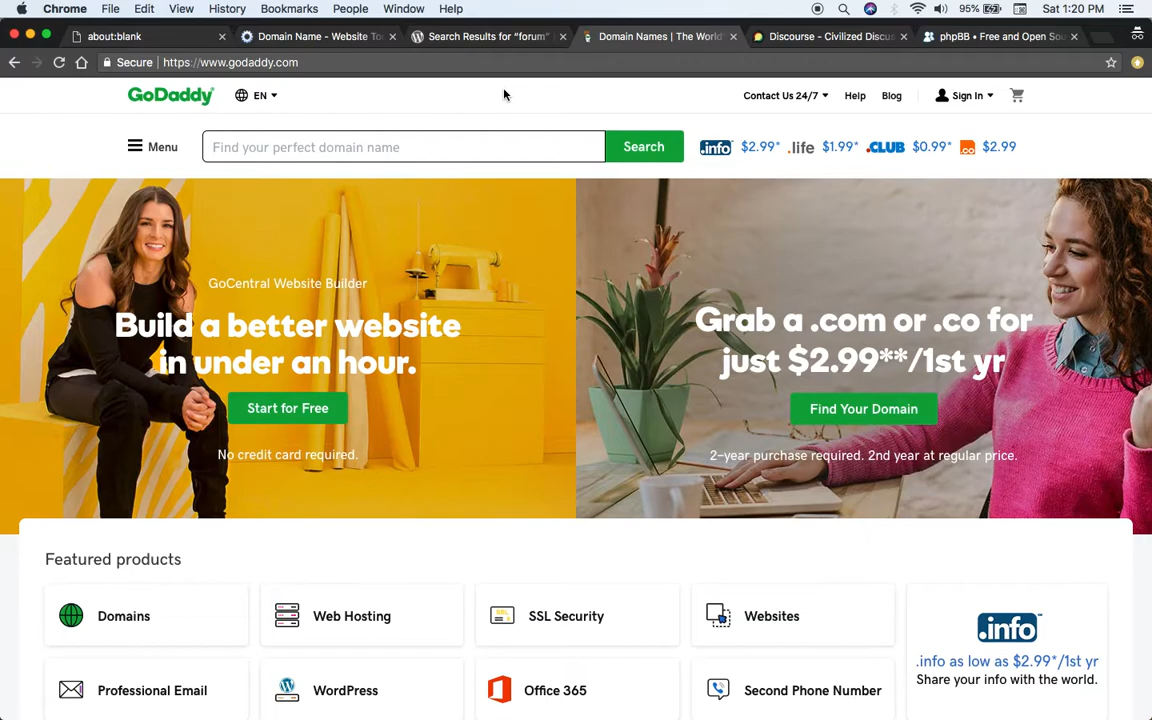 Chrome File Edit View History Bookmarks People Window Help 95% Sat 1:20 PM
about:blank Domain Name - Website Too Search Results for “forum” Domain Names | The World' Discourse - Civilized Discus phpBB • Free and Open Sou
Secure https://www.godaddy.com
GoDaddy EN Contact Us 24/7 Help Blog Sign In
Menu Find your perfect domain name Search .info $2.99* .life $1.99* .CLUB $0.99* .co $2.99
GoCentral Website Builder
Build a better website
in under an hour.
Start for Free
No credit card required.
Grab a .com or .co for
just $2.99**/1st yr
Find Your Domain
2-year purchase required. 2nd year at regular price.
Featured products
Domains Web Hosting SSL SSL Security Websites
.info™
.info as low as $2.99*/1st yr
Share your info with the world.
Professional Email WordPress Office 365 Second Phone Number